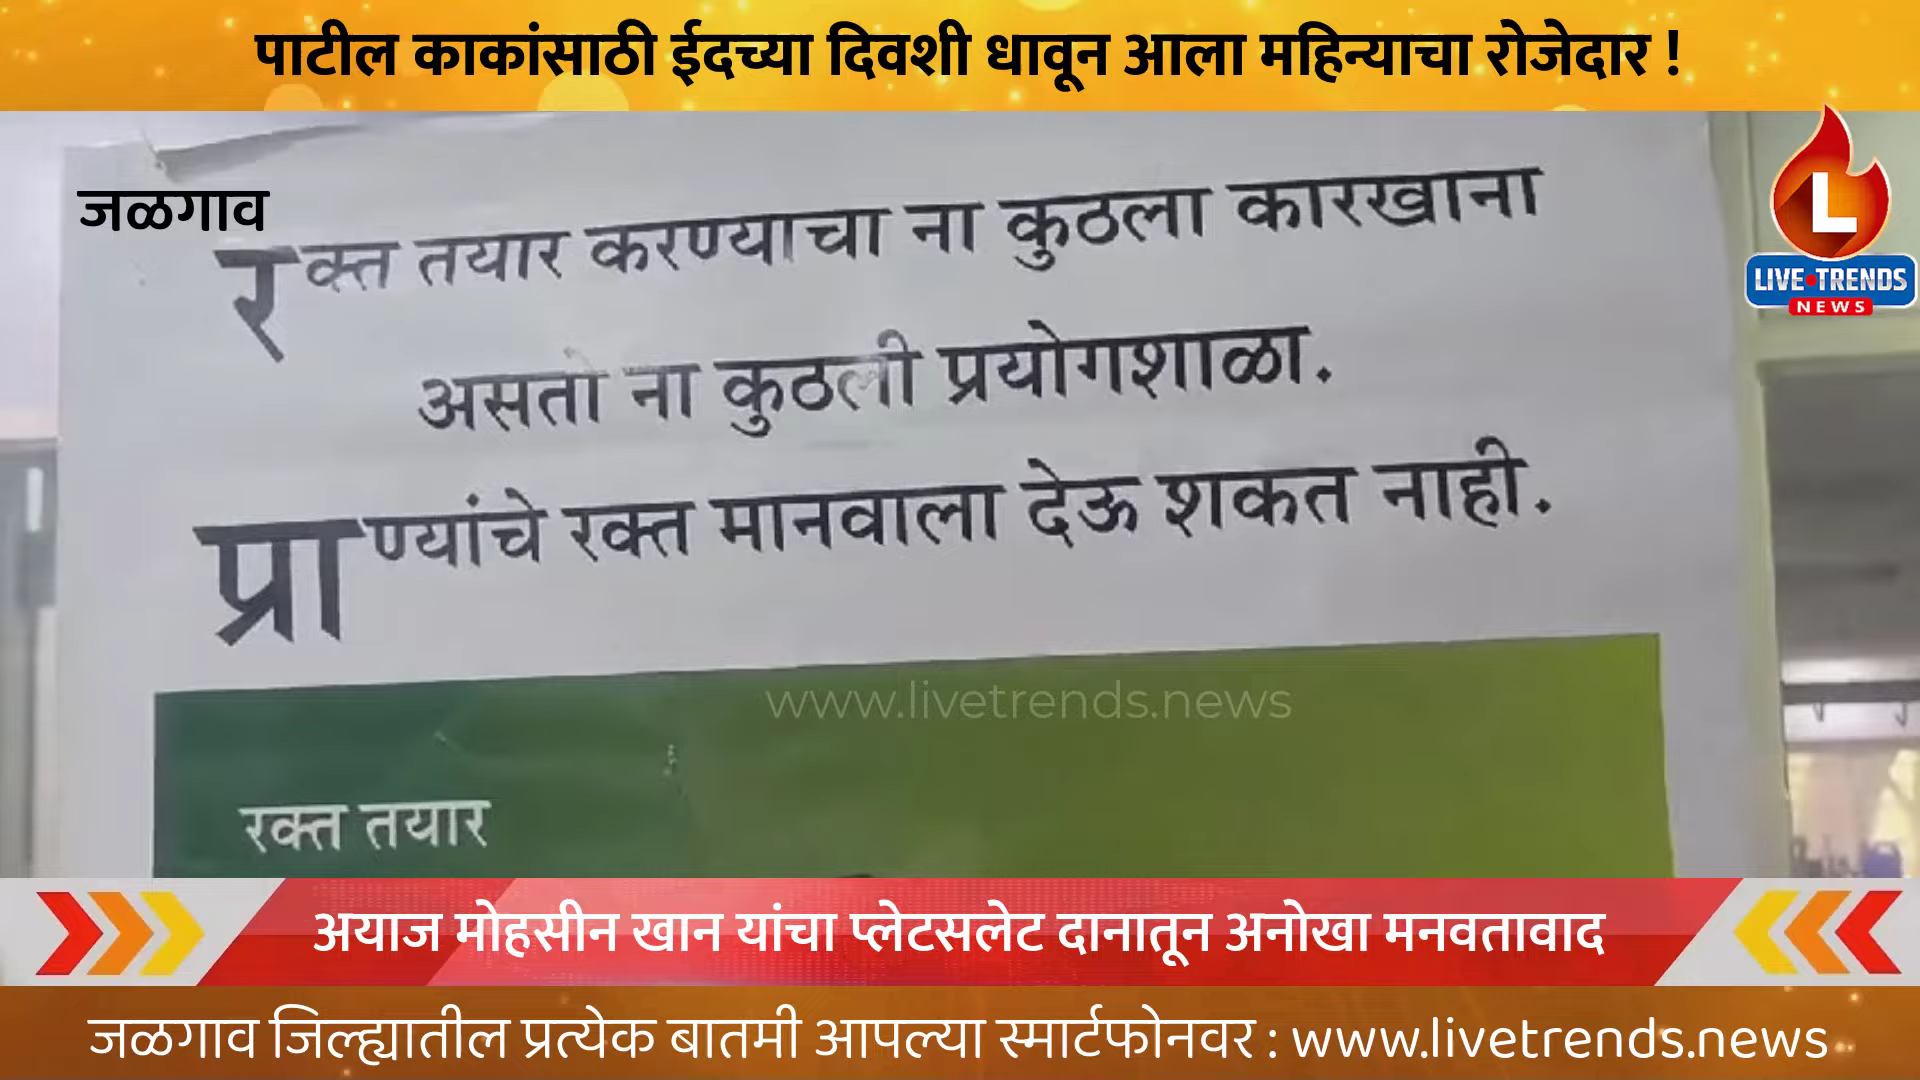 पाटील काकांसाठी ईदच्या दिवशी धावून आला महिन्याचा रोजेदार !
जळगाव
रक्त तयार करण्याचा ना कुठला कारखाना
असतो ना कुठली प्रयोगशाळा.
प्राण्यांचे रक्त मानवाला देऊ शकत नाही.
L
LIVE•TRENDS
NEWS
www.livetrends.news
रक्त तयार
अयाज मोहसीन खान यांचा प्लेटसलेट दानातून अनोखा मनवतावाद
जळगाव जिल्ह्यातील प्रत्येक बातमी आपल्या स्मार्टफोनवर : www.livetrends.news